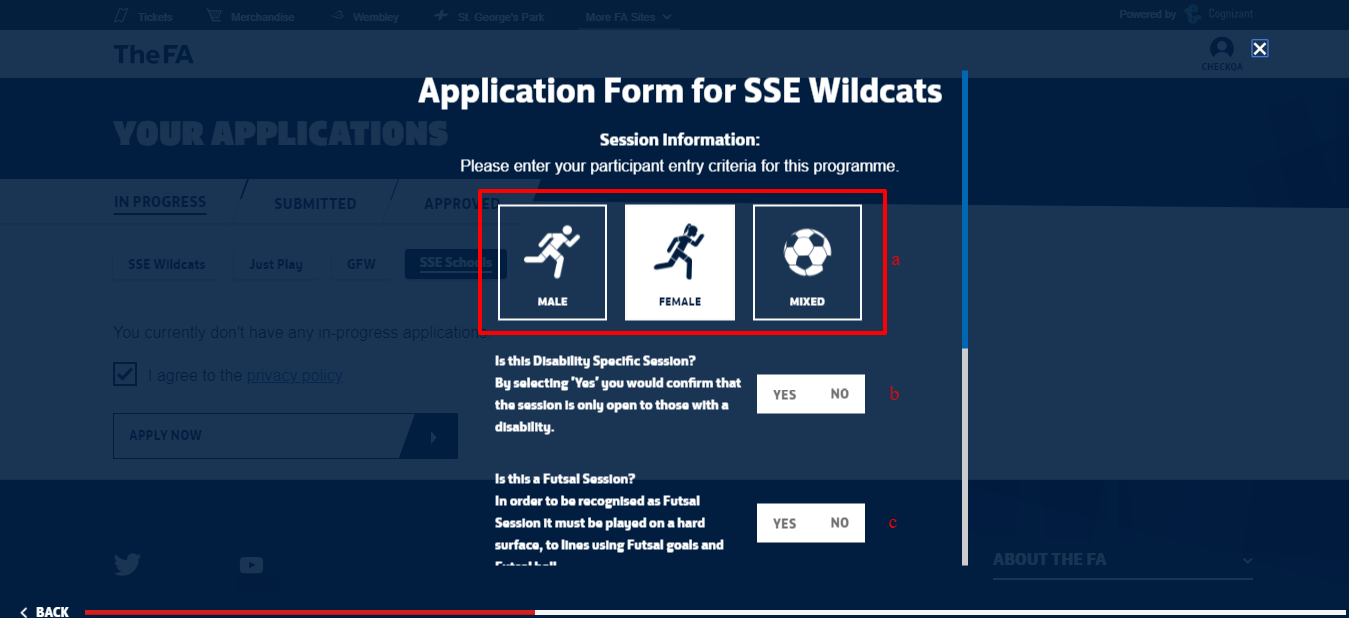 Tickets
Merchandise
Wembley
St. George's Park
More FA Sites
Powered by Cognizant
TheFA
CHECKQA
Application Form for SSE Wildcats
YOUR APPLICATIONS
Session Information:
Please enter your participant entry criteria for this programme.
IN PROGRESS
SUBMITTED
APPROVED
SSE Wildcats
Just Play
GFW
SSE Schools
MALE
FEMALE
MIXED
a
You currently don't have any in-progress applications.
I agree to the privacy policy
APPLY NOW
Is this Disability Specific Session?
By selecting 'Yes' you would confirm that
the session is only open to those with a
disability.
YES NO
b
Is this a Futsal Session?
In order to be recognised as Futsal
Session it must be played on a hard
surface, to lines using Futsal goals and
Futsal ball
YES NO
c
ABOUT THE FA
BACK